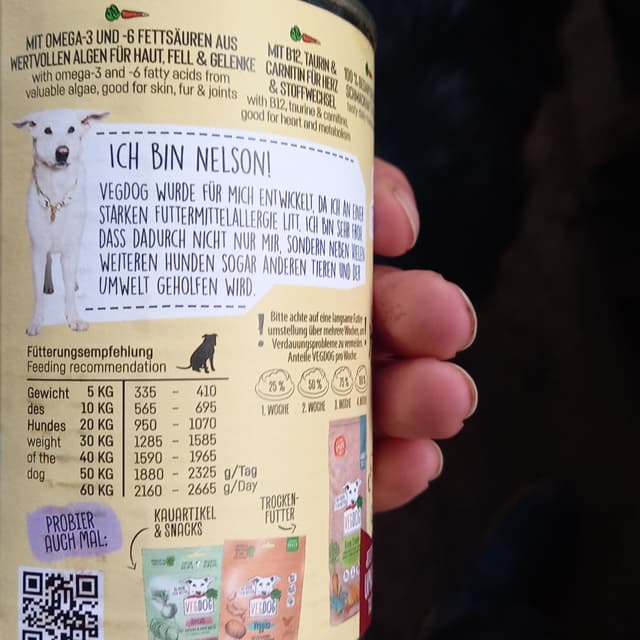 MIT OMEGA-3 UND -6 FETTSÄUREN AUS
WERTVOLLEN ALGEN FÜR HAUT, FELL & GELENKE
with omega-3 and -6 fatty acids from
valuable algae, good for skin, fur & joints
MIT B12, TAURIN &
CARNITIN FÜR HERZ
& STOFFWECHSEL
with B12, taurine & carnitine,
good for heart and metabolism
ICH BIN NELSON!
VEGDOG WURDE FÜR MICH ENTWICKELT, DA ICH AN EINER
STARKEN FUTTERMITTELALLERGIE LITT. ICH BIN SEHR FROH,
DASS DADURCH NICHT NUR MIR, SONDERN NEBEN VIELEN
WEITEREN HUNDEN SOGAR ANDEREN TIEREN UND DER
UMWELT GEHOLFEN WIRD.
! Bitte achte auf eine langsame Futter-
umstellung über mehrere Wochen, um
Verdauungsprobleme zu vermeiden.
Anteile VEGDOG pro Woche:
25 % 50 % 75 %
1. WOCHE 2. WOCHE 3. WOCHE 4.
Fütterungsempfehlung
Feeding recommendation
Gewicht 5 KG 335 - 410
des 10 KG 565 - 695
Hundes 20 KG 950 - 1070
weight 30 KG 1285 - 1585
of the 40 KG 1590 - 1965
dog 50 KG 1880 - 2325 g/Tag
60 KG 2160 - 2665 g/Day
PROBIER
AUCH MAL:
KAUARTIKEL
& SNACKS
TROCKEN-
FUTTER
VEGDOG
VEGDOG
VEGDOG